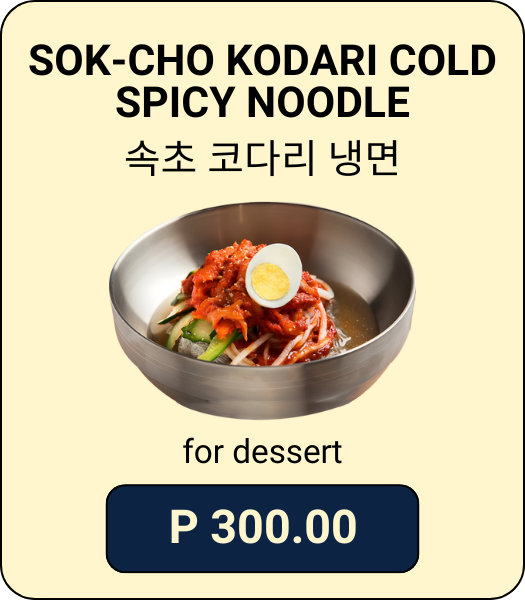 SOK-CHO KODARI COLD
SPICY NOODLE
속초 코다리 냉면
for dessert
P 300.00